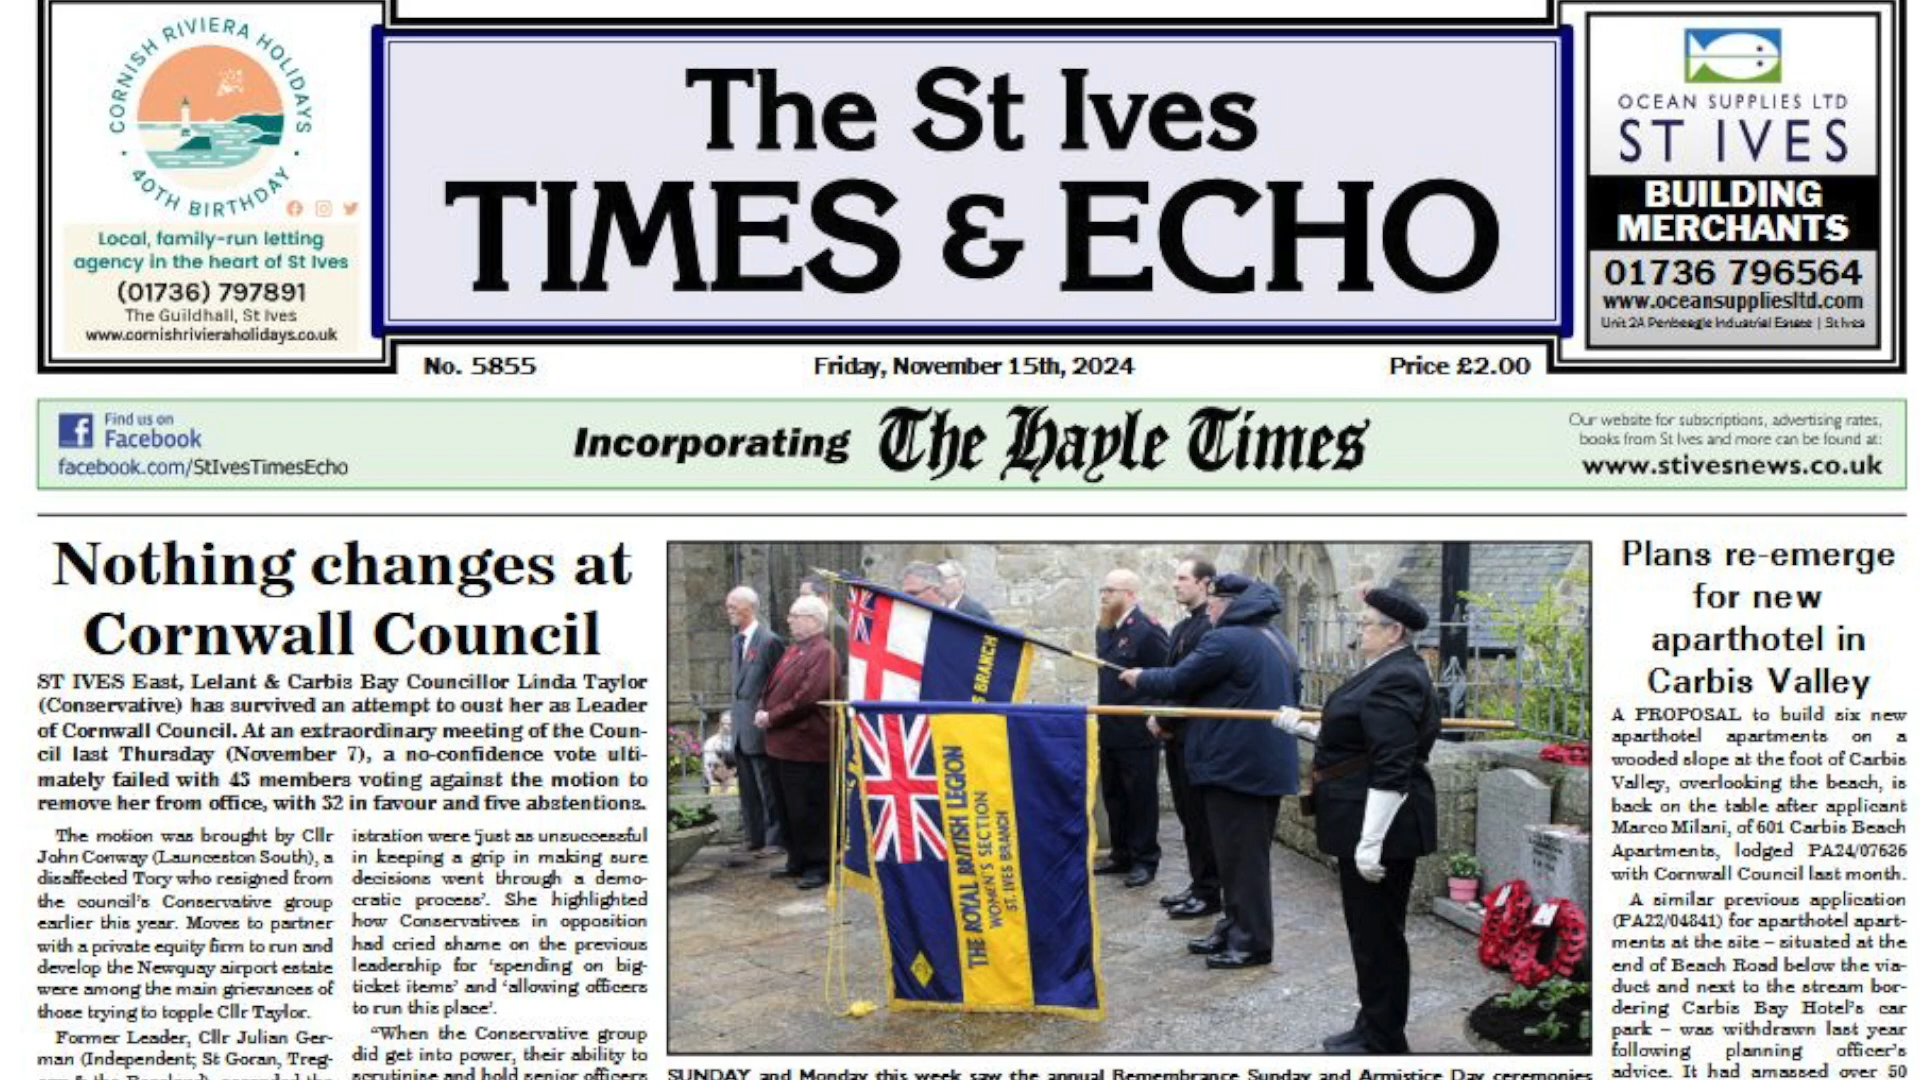 CORNISH RIVIERA HOLIDAYS
40TH BIRTHDAY
Local, family-run letting
agency in the heart of St Ives
(01736) 797891
The Guildhall, St Ives
www.cornishrivieraholidays.co.uk
The St Ives
TIMES & ECHO
OCEAN SUPPLIES LTD
ST IVES
BUILDING
MERCHANTS
01736 796564
www.oceansuppliesltd.com
Unit 2A Penbeagle Industrial Estate | St Ives
No. 5855
Friday, November 15th, 2024
Price £2.00
Find us on
Facebook
facebook.com/StIvesTimesEcho
Incorporating The Hayle Times
Our website for subscriptions, advertising rates,
books from St Ives and more can be found at:
www.stivesnews.co.uk
Nothing changes at
Cornwall Council
ST IVES East, Lelant & Carbis Bay Councillor Linda Taylor
(Conservative) has survived an attempt to oust her as Leader
of Cornwall Council. At an extraordinary meeting of the Coun-
cil last Thursday (November 7), a no-confidence vote ulti-
mately failed with 43 members voting against the motion to
remove her from office, with 32 in favour and five abstentions.
The motion was brought by Cllr
John Conway (Launceston South), a
disaffected Tory who resigned from
the council's Conservative group
earlier this year. Moves to partner
with a private equity firm to run and
develop the Newquay airport estate
were among the main grievances of
those trying to topple Cllr Taylor.
Former Leader, Cllr Julian Ger-
man (Independent; St Goran, Treg-
istration were 'just as unsuccessful
in keeping a grip in making sure
decisions went through a demo-
cratic process'. She highlighted
how Conservatives in opposition
had cried shame on the previous
leadership for 'spending on big-
ticket items' and 'allowing officers
to run this place'.
"When the Conservative group
did get into power, their ability to
scrutinise and hold senior officers
S BRANCH
THE ROYAL BRITISH LEGION
WOMEN'S SECTION
ST. IVES BRANCH
SUNDAY and Monday this week saw the annual Remembrance Sunday and Armistice Day ceremonies
Plans re-emerge
for new
aparthotel in
Carbis Valley
A PROPOSAL to build six new
aparthotel apartments on a
wooded slope at the foot of Carbis
Valley, overlooking the beach, is
back on the table after applicant
Marco Milani, of 601 Carbis Beach
Apartments, lodged PA24/07626
with Cornwall Council last month.
A similar previous application
(PA22/04841) for aparthotel apart-
ments at the site – situated at the
end of Beach Road below the via-
duct and next to the stream bor-
dering Carbis Bay Hotel's car
park – was withdrawn last year
following planning officer's
advice. It had amassed over 50